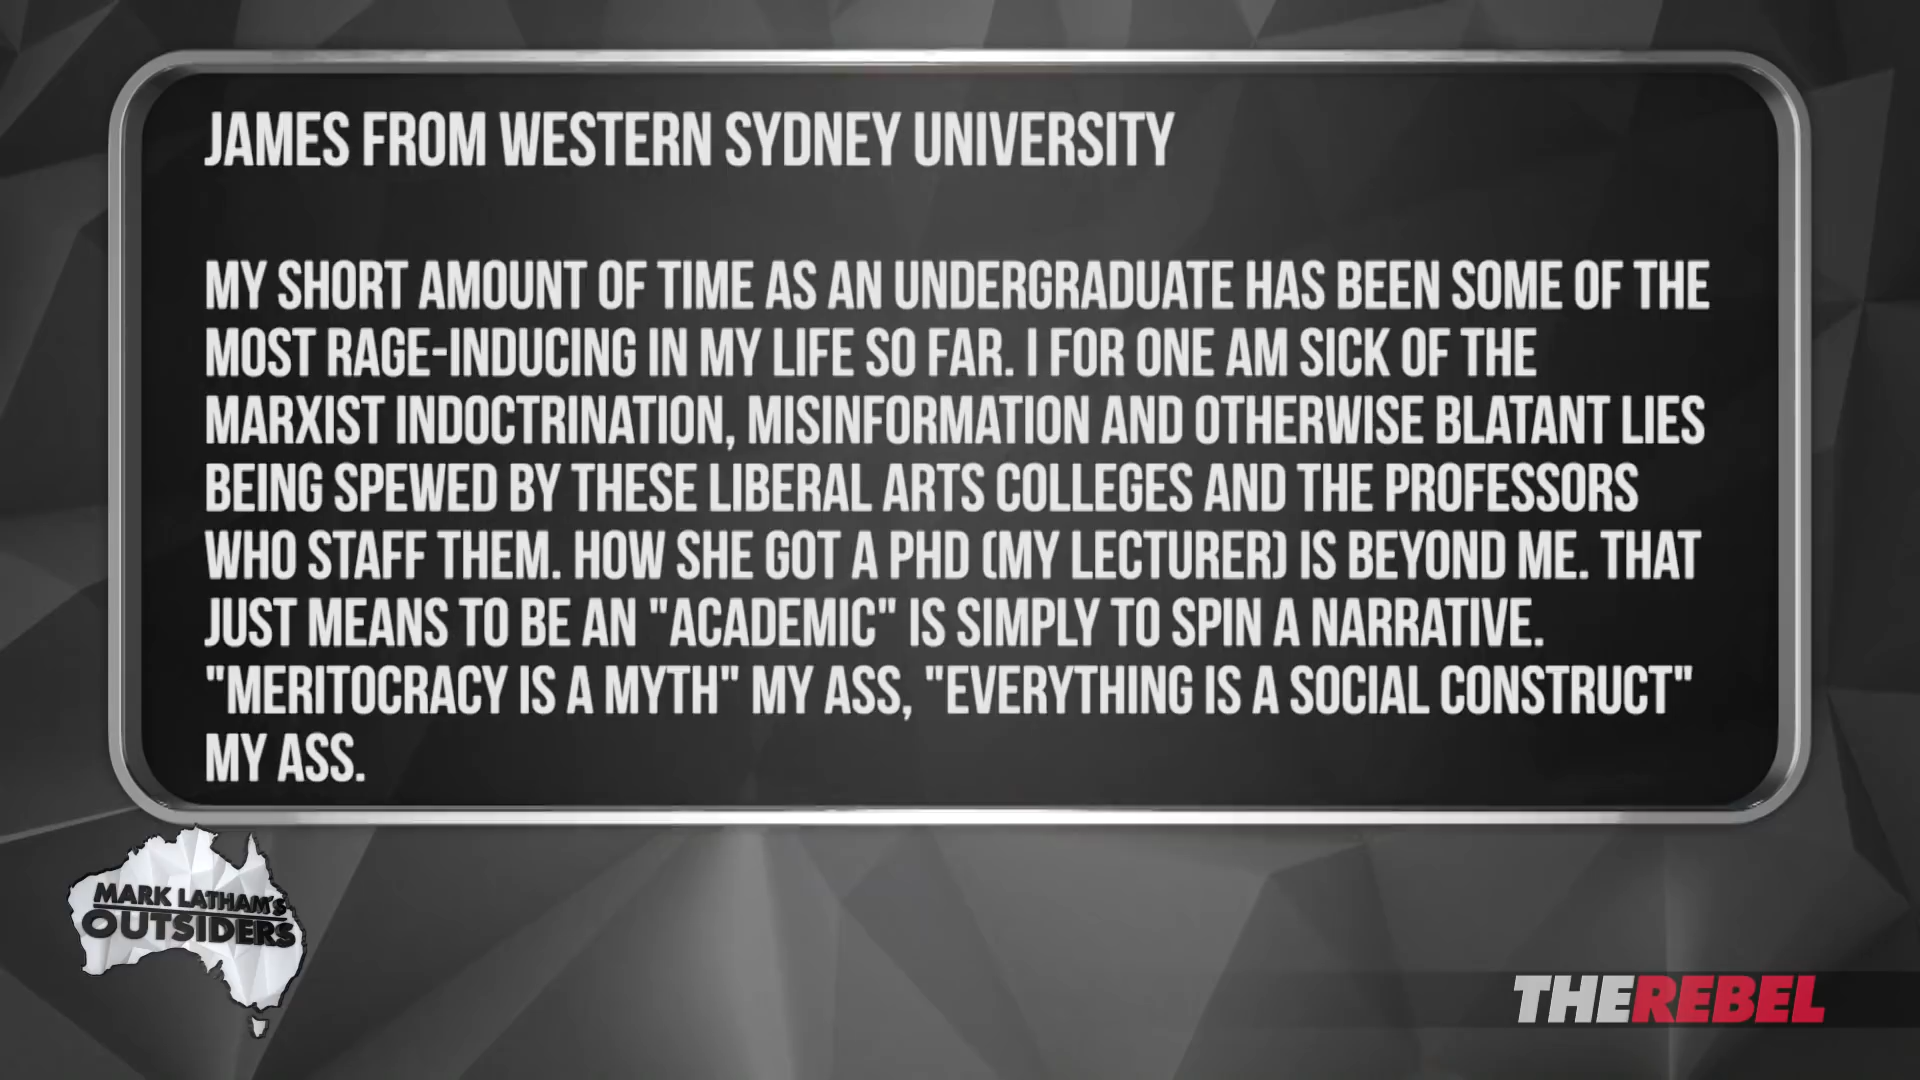 JAMES FROM WESTERN SYDNEY UNIVERSITY
MY SHORT AMOUNT OF TIME AS AN UNDERGRADUATE HAS BEEN SOME OF THE
MOST RAGE-INDUCING IN MY LIFE SO FAR. I FOR ONE AM SICK OF THE
MARXIST INDOCTRINATION, MISINFORMATION AND OTHERWISE BLATANT LIES
BEING SPEWED BY THESE LIBERAL ARTS COLLEGES AND THE PROFESSORS
WHO STAFF THEM. HOW SHE GOT A PHD (MY LECTURER) IS BEYOND ME. THAT
JUST MEANS TO BE AN "ACADEMIC" IS SIMPLY TO SPIN A NARRATIVE.
"MERITOCRACY IS A MYTH" MY ASS, "EVERYTHING IS A SOCIAL CONSTRUCT"
MY ASS.
MARK LATHAM'S
OUTSIDERS
THEREBEL